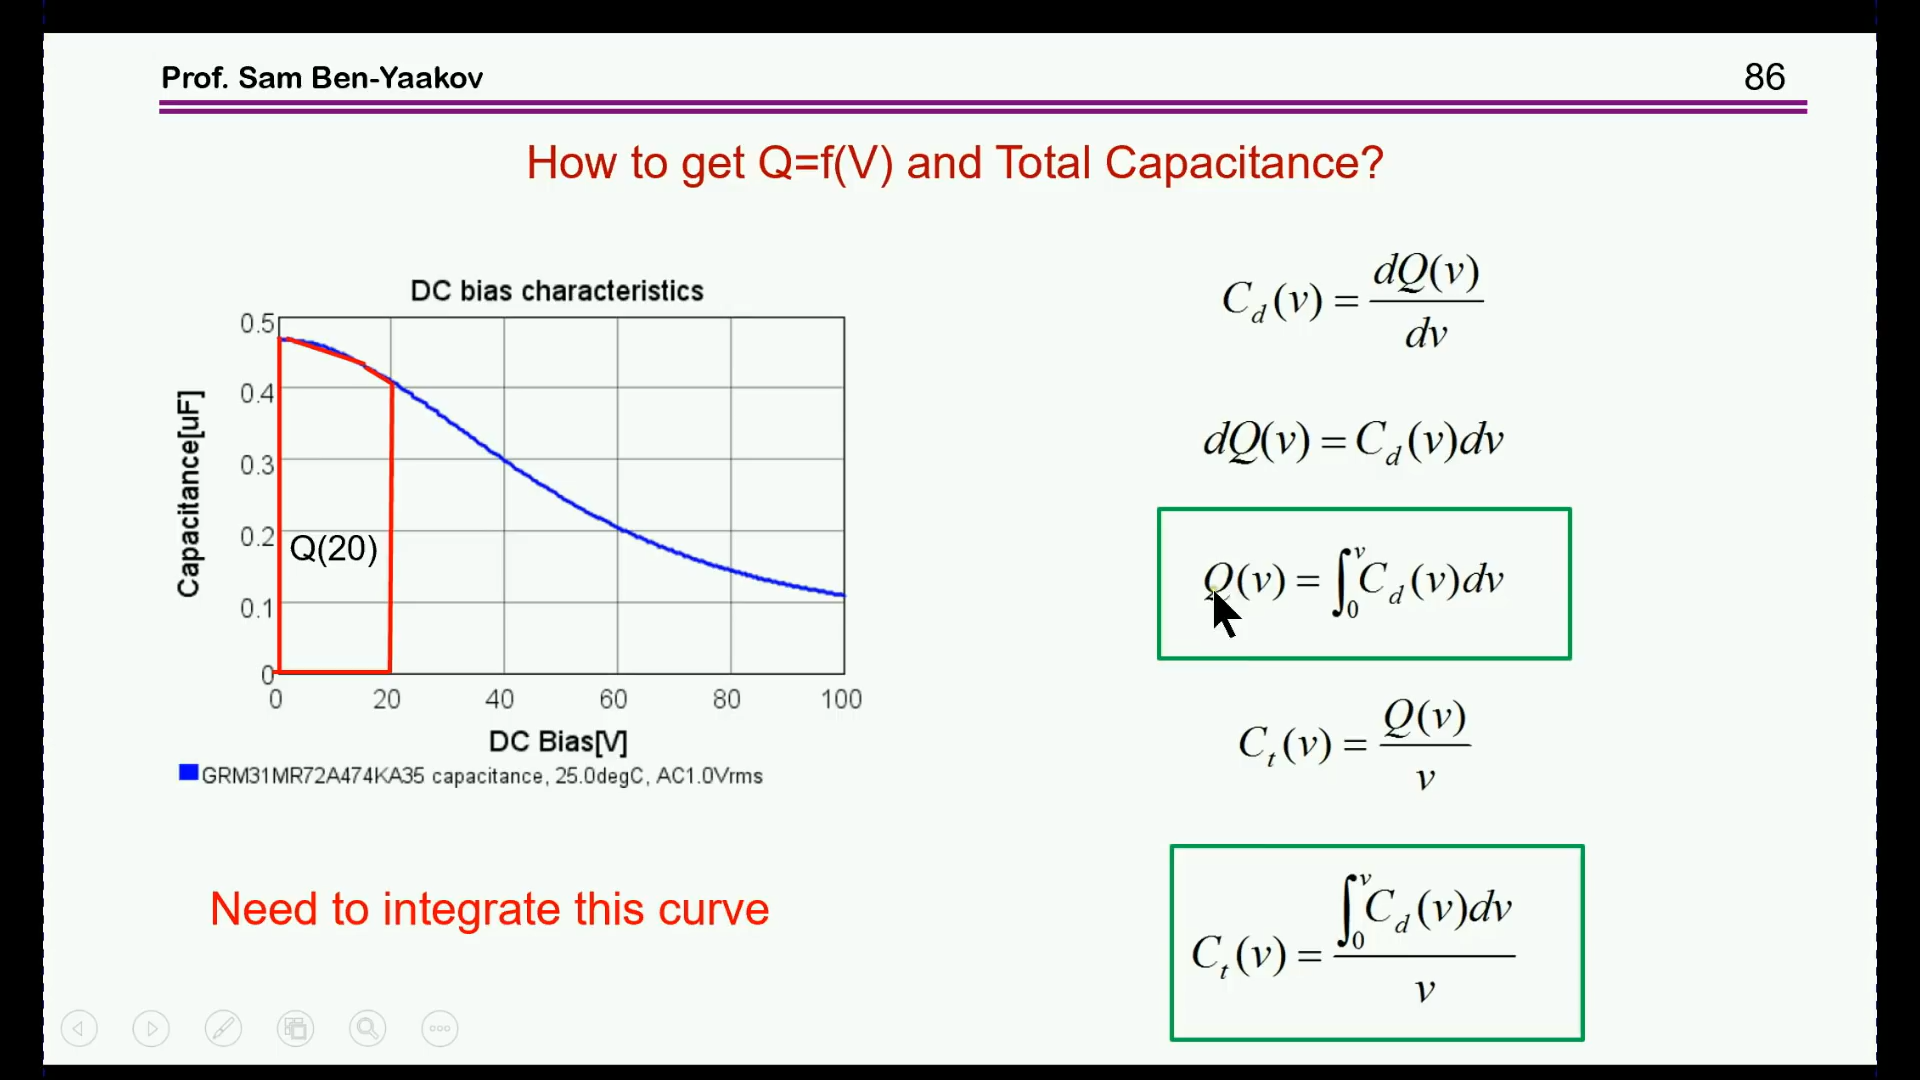 Prof. Sam Ben-Yaakov
86
How to get Q=f(V) and Total Capacitance?
DC bias characteristics
Capacitance[uF]
0.5
0.4
0.3
0.2
0.1
0
Q(20)
0 20 40 60 80 100
DC Bias[V]
GRM31MR72A474KA35 capacitance, 25.0degC, AC1.0Vrms
Need to integrate this curve
C_d(v) = dQ(v)/dv
dQ(v) = C_d(v)dv
Q(v) = ∫_0^v C_d(v)dv
C_t(v) = Q(v)/v
C_t(v) = ∫_0^v C_d(v)dv/v